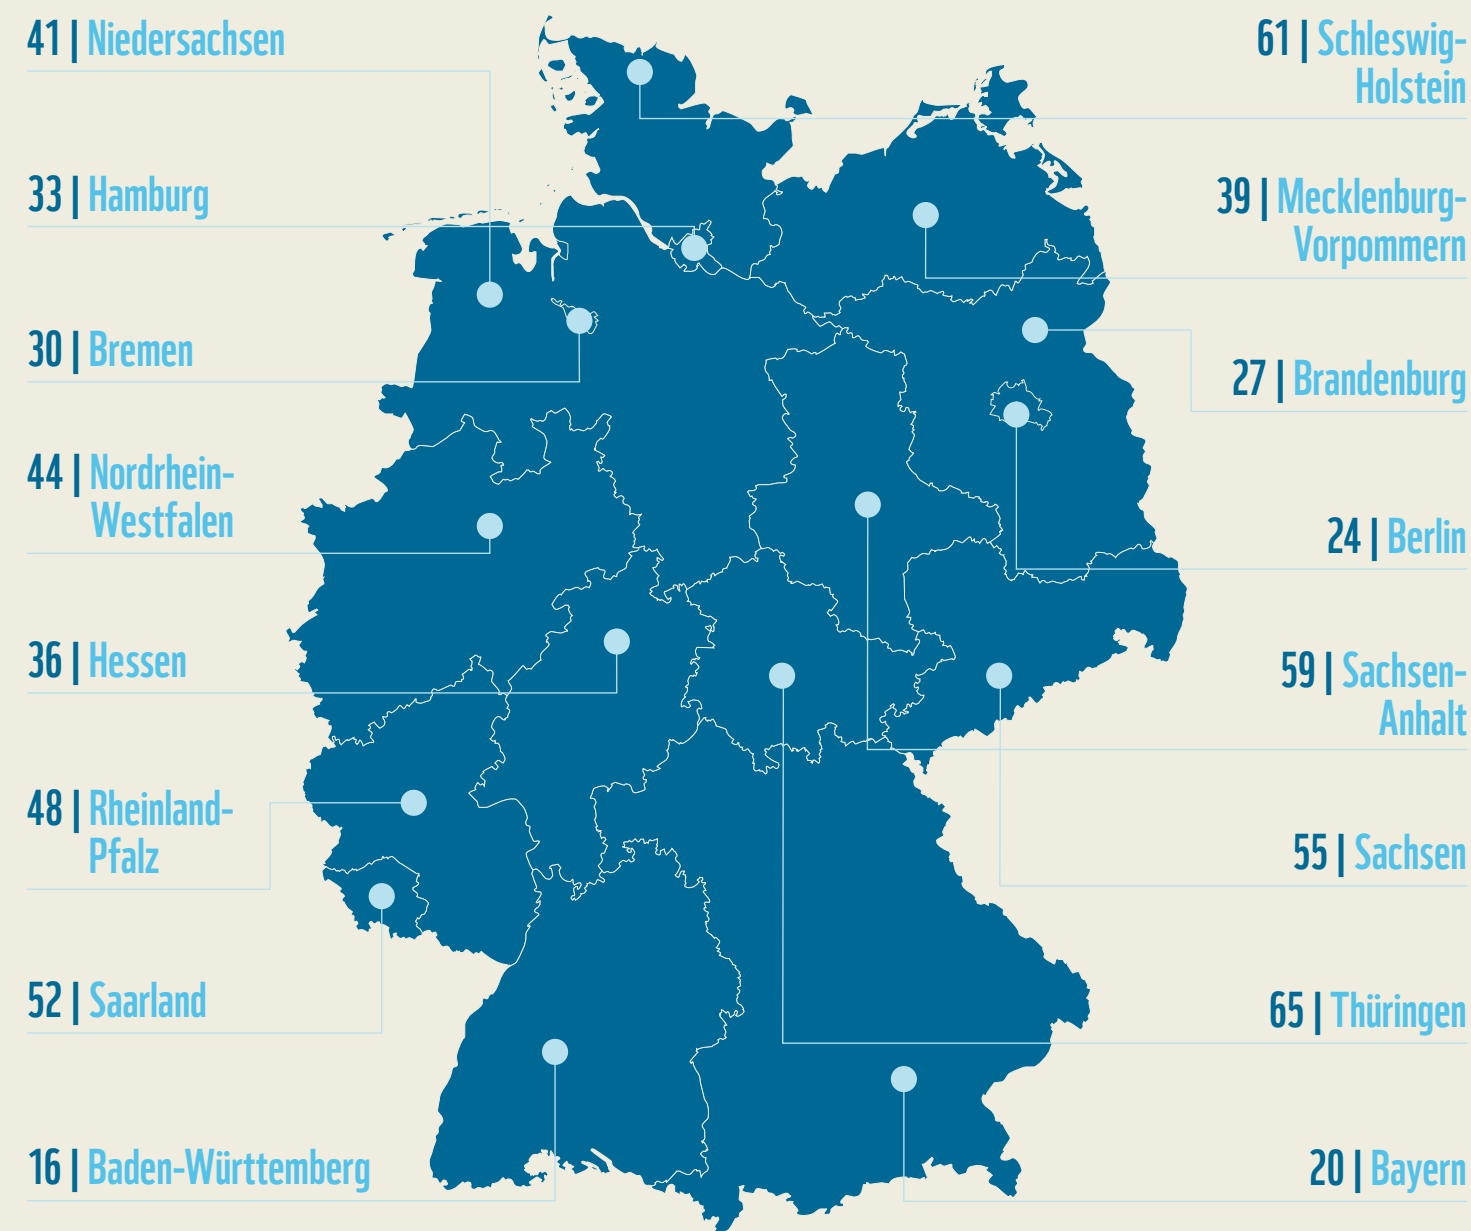 41 | Niedersachsen
33 | Hamburg
30 | Bremen
44 | Nordrhein-
Westfalen
36 | Hessen
48 | Rheinland-
Pfalz
52 | Saarland
16 | Baden-Württemberg
61 | Schleswig-
Holstein
39 | Mecklenburg-
Vorpommern
27 | Brandenburg
24 | Berlin
59 | Sachsen-
Anhalt
55 | Sachsen
65 | Thüringen
20 | Bayern